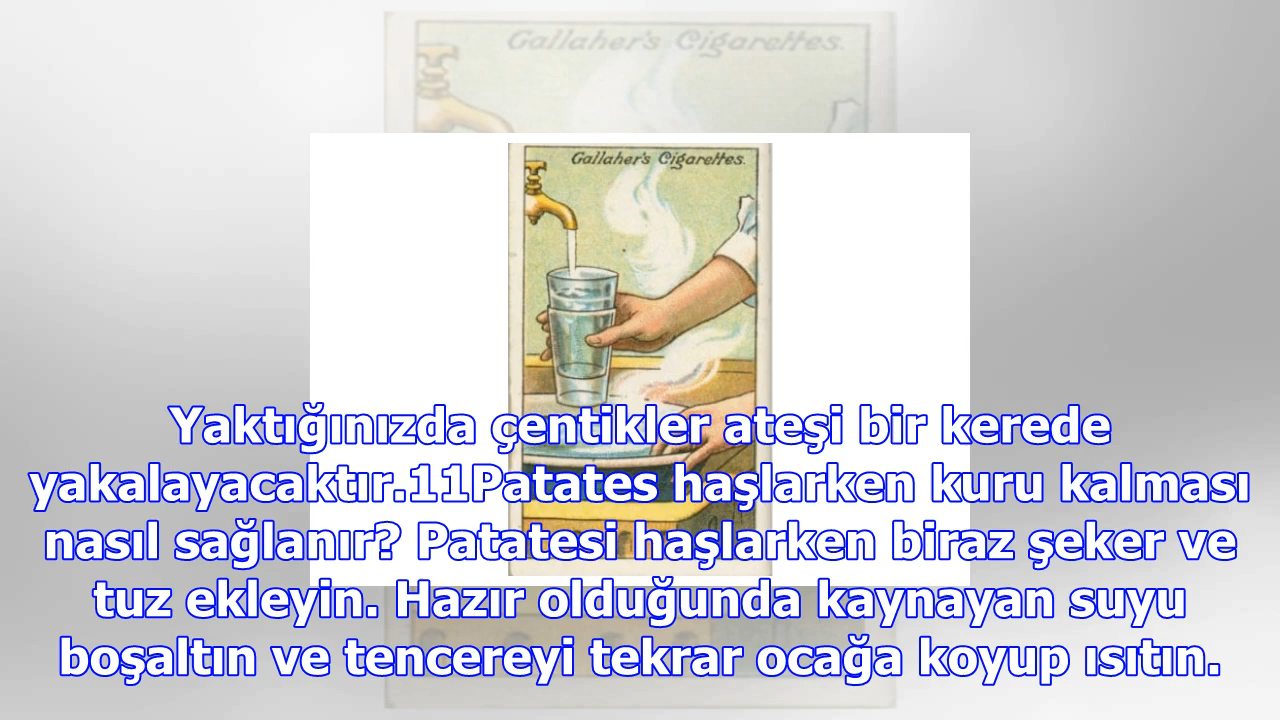 Gallaher's Cigarettes.
Gallaher's Cigarettes.
Yaktığınızda çentikler ateşi bir kerede
yakalayacaktır.11Patates haşlarken kuru kalması
nasıl sağlanır? Patatesi haşlarken biraz şeker ve
tuz ekleyin. Hazır olduğunda kaynayan suyu
boşaltın ve tencereyi tekrar ocağa koyup ısıtın.